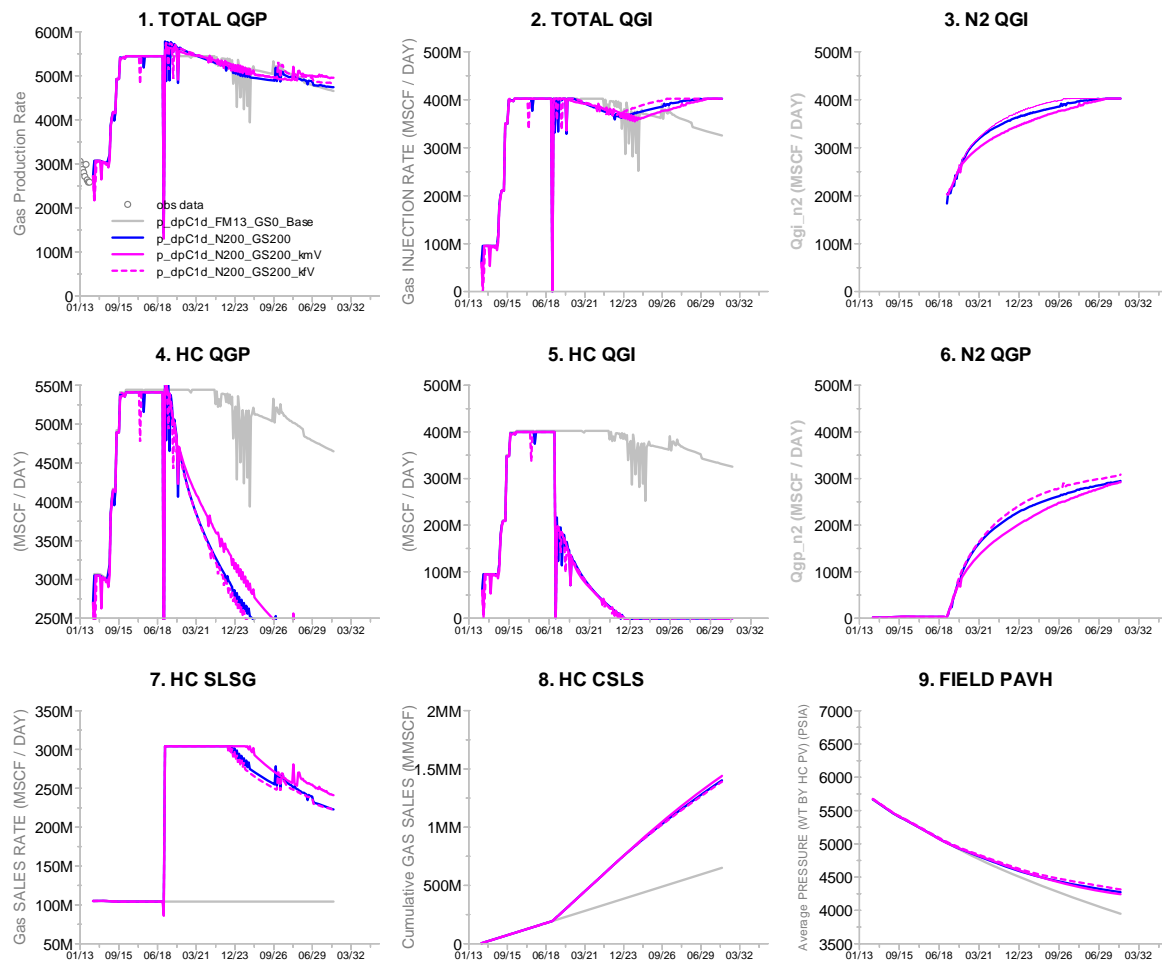 1. TOTAL QGP
2. TOTAL QGI
3. N2 QGI
Gas Production Rate
600M
500M
400M
300M
200M
100M
0
obs data
p_dpC1d_FM13_GS0_Base
p_dpC1d_N200_GS200
p_dpC1d_N200_GS200_kmV
p_dpC1d_N200_GS200_kfV
01/13 09/15 06/18 03/21 12/23 09/26 06/29 03/32
Gas INJECTION RATE (MSCF / DAY)
500M
400M
300M
200M
100M
0
01/13 09/15 06/18 03/21 12/23 09/26 06/29 03/32
Qgi_n2 (MSCF / DAY)
500M
400M
300M
200M
100M
0
01/13 09/15 06/18 03/21 12/23 09/26 06/29 03/32
4. HC QGP
5. HC QGI
6. N2 QGP
(MSCF / DAY)
550M
500M
450M
400M
350M
300M
250M
01/13 09/15 06/18 03/21 12/23 09/26 06/29 03/32
(MSCF / DAY)
500M
400M
300M
200M
100M
0
01/13 09/15 06/18 03/21 12/23 09/26 06/29 03/32
Qgp_n2 (MSCF / DAY)
500M
400M
300M
200M
100M
0
01/13 09/15 06/18 03/21 12/23 09/26 06/29 03/32
7. HC SLSG
8. HC CSLS
9. FIELD PAVH
Gas SALES RATE (MSCF / DAY)
350M
300M
250M
200M
150M
100M
50M
01/13 09/15 06/18 03/21 12/23 09/26 06/29 03/32
Cumulative GAS SALES (MMSCF)
2MM
1.5MM
1MM
500M
0
01/13 09/15 06/18 03/21 12/23 09/26 06/29 03/32
Average PRESSURE (WT BY HC PV) (PSIA)
7000
6500
6000
5500
5000
4500
4000
3500
01/13 09/15 06/18 03/21 12/23 09/26 06/29 03/32